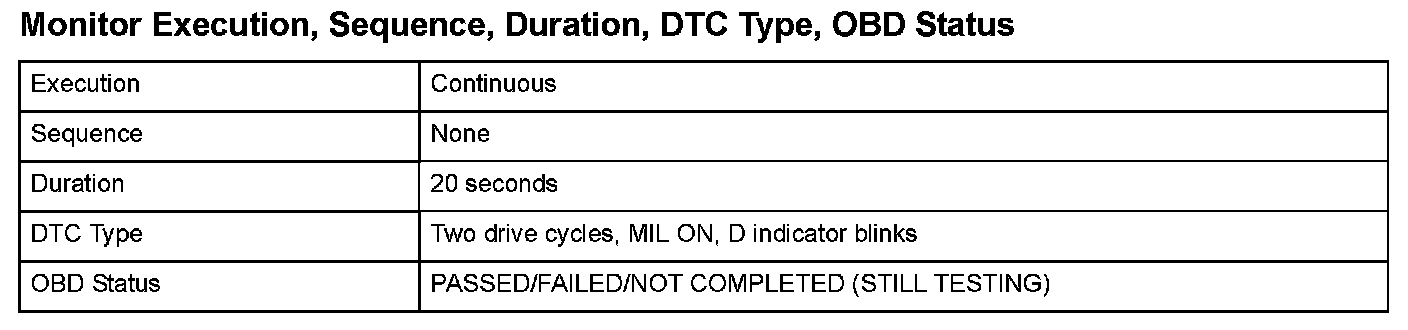 Monitor Execution, Sequence, Duration, DTC Type, OBD Status
Execution Continuous
Sequence None
Duration 20 seconds
DTC Type Two drive cycles, MIL ON, D indicator blinks
OBD Status PASSED/FAILED/NOT COMPLETED (STILL TESTING)